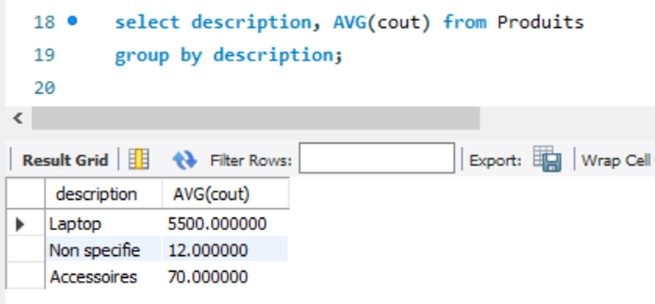 18 select description, AVG(cout) from Produits
19 group by description;
20
Result Grid Filter Rows: Export: Wrap Cell
description AVG(cout)
Laptop 5500.000000
Non specifie 12.000000
Accessoires 70.000000